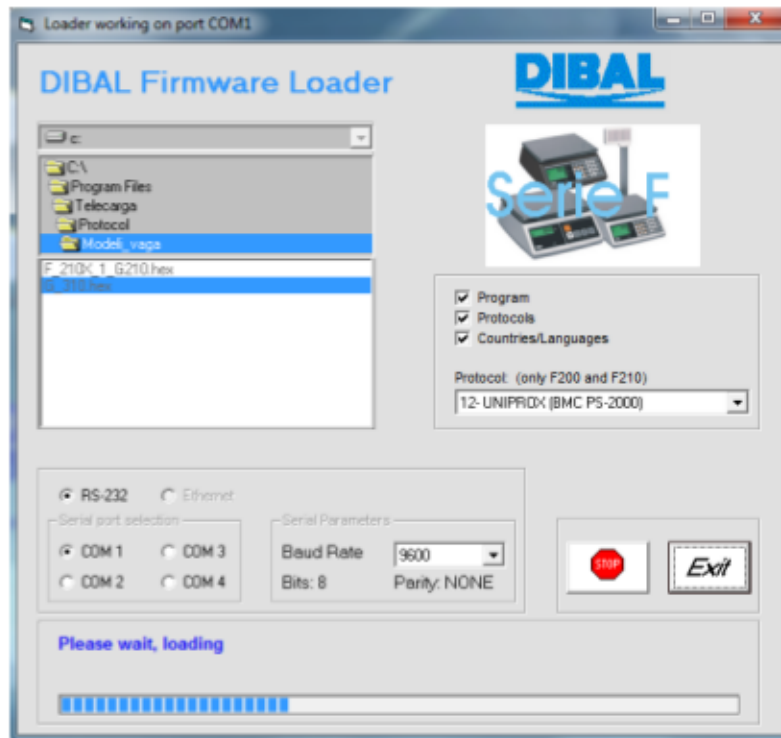 Loader working on port COM1
DIBAL Firmware Loader
DIBAL
c:
C:\
Program Files
Telecarga
Protocol
Modeli_vaga
Serie F
F_210X_1_G210.hex
G_310.hex
Program
Protocols
Countries/Languages
Protocol: (only F200 and F210)
12- UNIPROX (BMC PS-2000)
RS-232 Ethernet
Serial port selection
COM 1 COM 3
COM 2 COM 4
Serial Parameters
Baud Rate 9600
Bits: 8 Parity: NONE
STOP
Exit
Please wait, loading